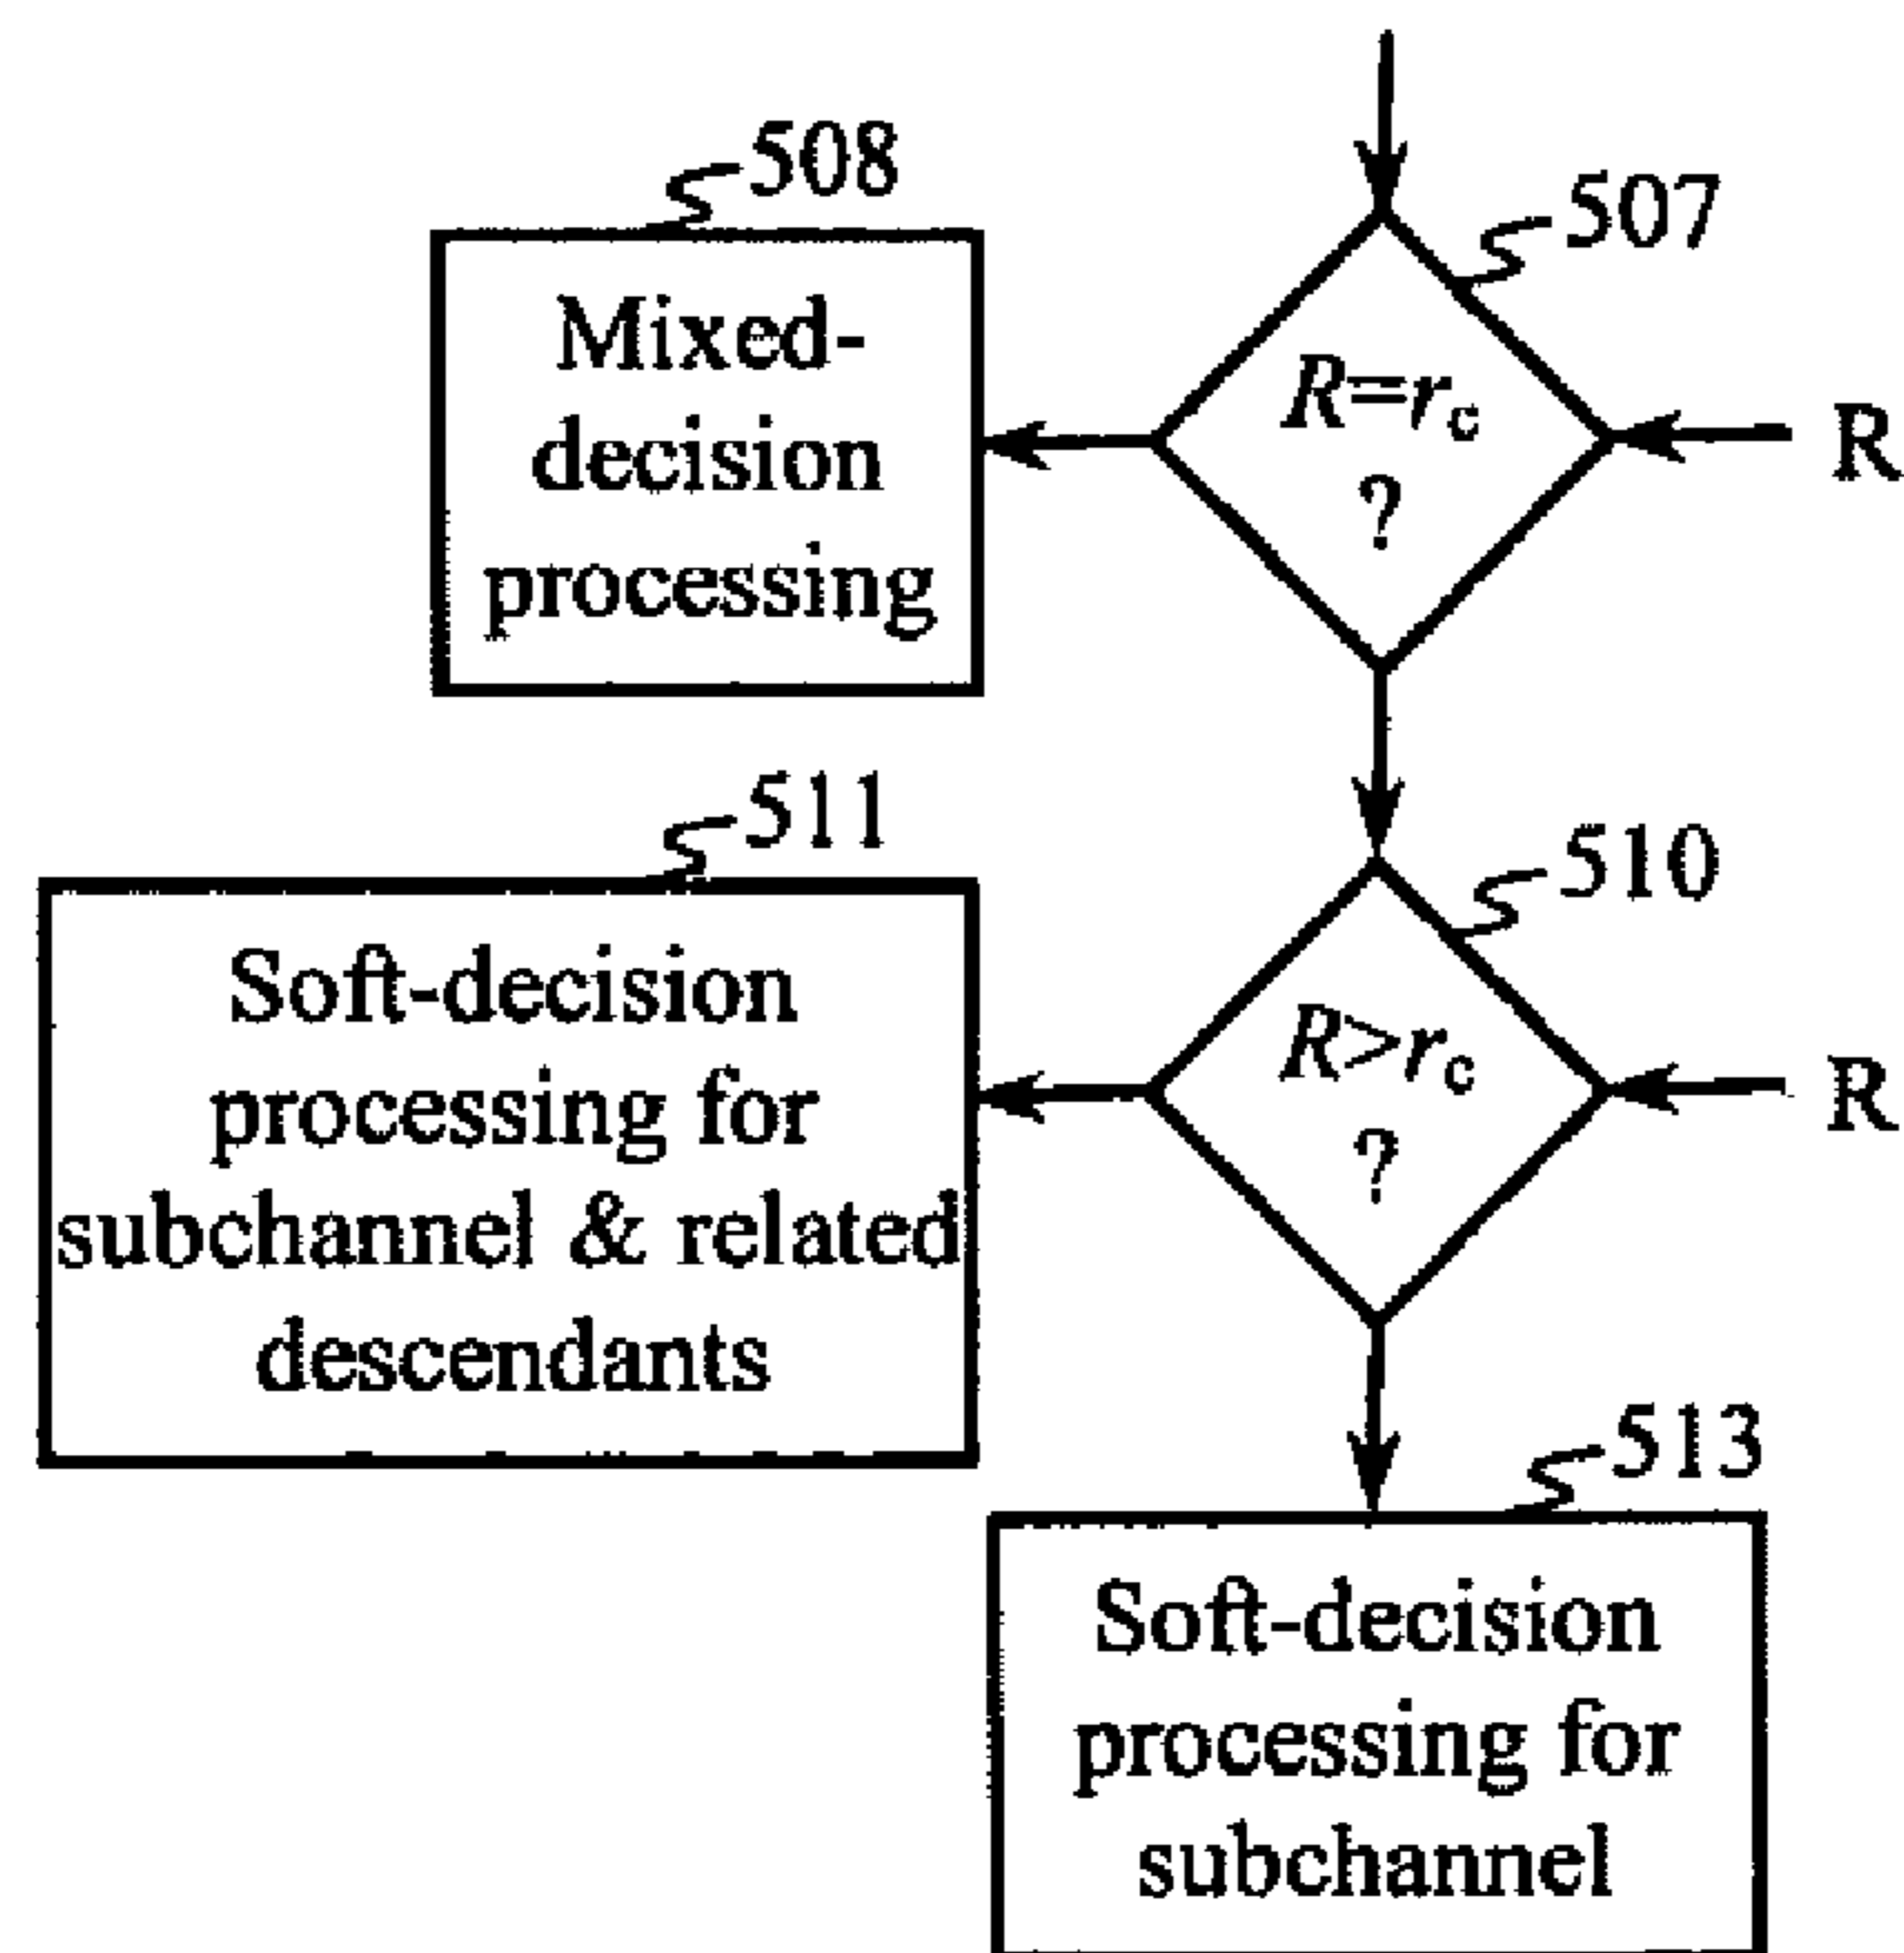 508
507
Mixed-
decision
processing
R=rc
?
R
511
510
Soft-decision
processing for
subchannel & related
descendants
R>rc
?
R
513
Soft-decision
processing for
subchannel